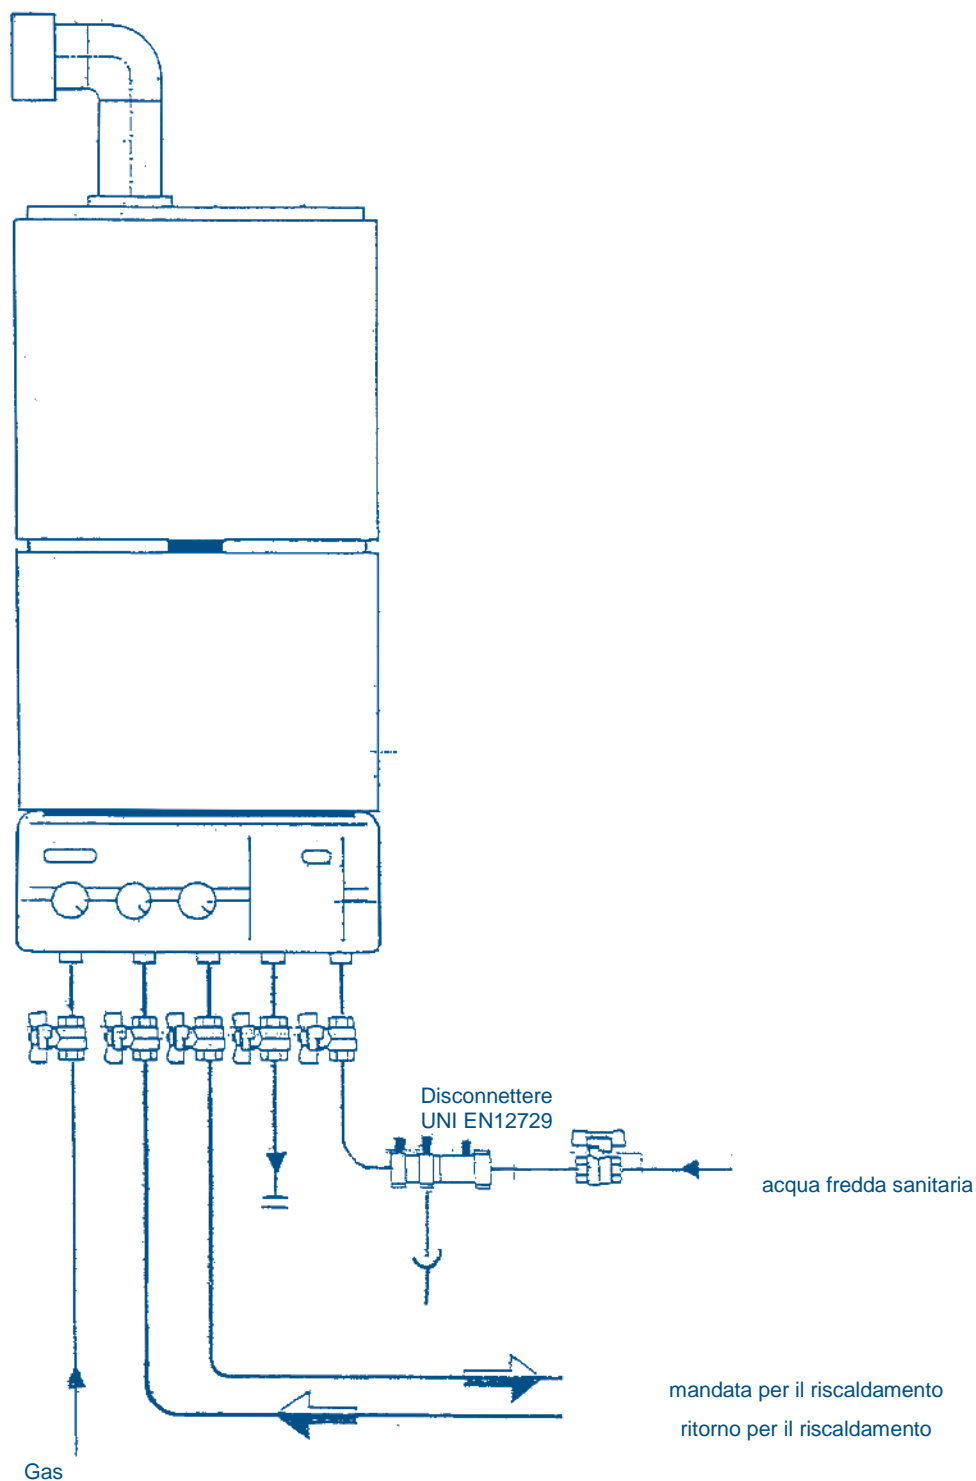 Disconnettere
UNI EN12729
acqua fredda sanitaria
mandata per il riscaldamento
ritorno per il riscaldamento
Gas